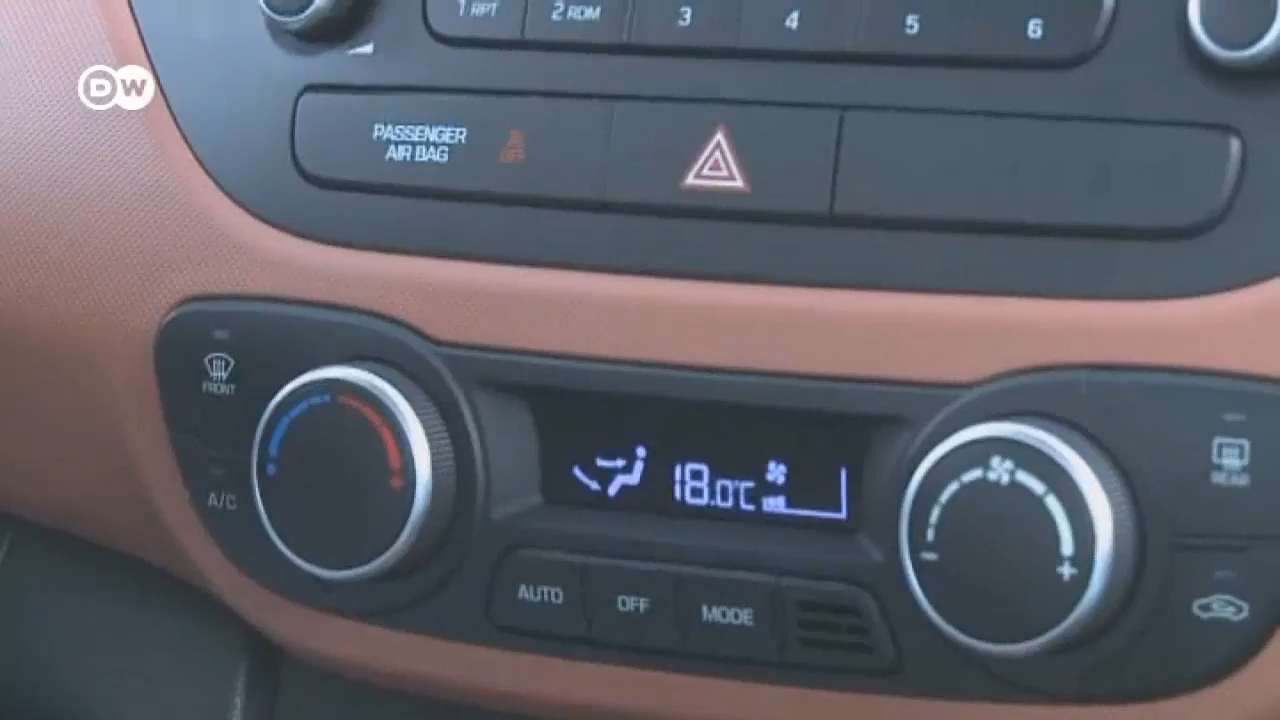 1 RPT
2 RDM
3
4
5
6
DW
PASSENGER
AIR BAG
OFF
FRONT
A/C
18.0°C
AUTO
OFF
MODE
REAR